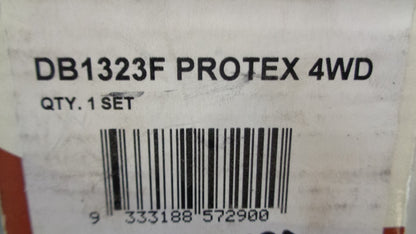 DB1323F PROTEX 4WD
QTY. 1 SET
9 333188 572900